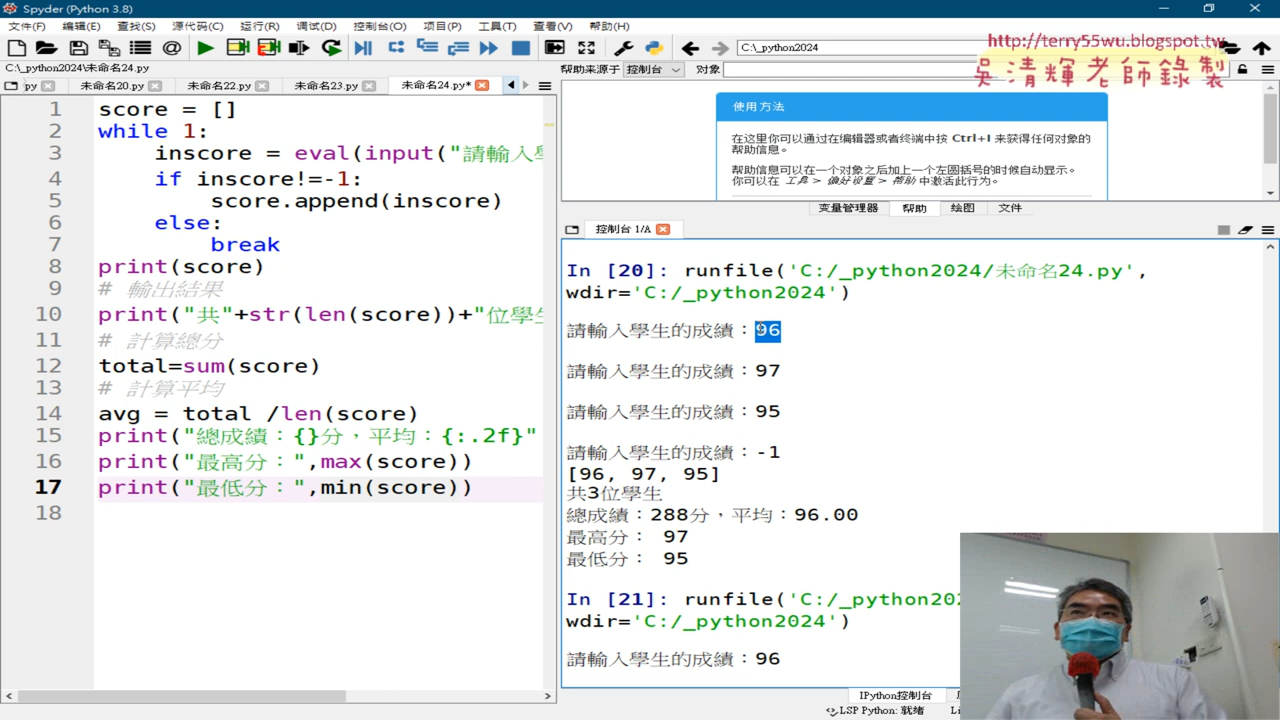 Spyder (Python 3.8)
文件(F) 编辑(E) 查找(S) 源代码(C) 运行(R) 调试(D) 控制台(O) 项目(P) 工具(T) 查看(V) 帮助(H)
C:\_python2024
http://terry55wu.blogspot.tw
吳清輝老師錄製
C:\_python2024\未命名24.py
帮助来源于 控制台 对象
py 未命名20.py 未命名22.py 未命名23.py 未命名24.py*
1 score = []
2 while 1:
3 inscore = eval(input("請輸入學
4 if inscore!=-1:
5 score.append(inscore)
6 else:
7 break
8 print(score)
9 # 輸出結果
10 print("共"+str(len(score))+"位學生
11 # 計算總分
12 total=sum(score)
13 # 計算平均
14 avg = total /len(score)
15 print("總成績：{}分，平均：{:.2f}"
16 print("最高分：",max(score))
17 print("最低分：",min(score))
18
使用方法
在这里你可以通过在编辑器或者终端中按 Ctrl+I 来获得任何对象的
帮助信息。
帮助信息可以在一个对象之后加上一个左圆括号的时候自动显示。
你可以在 工具 > 偏好设置 > 帮助 中激活此行为。
变量管理器 帮助 绘图 文件
控制台 1/A
In [20]: runfile('C:/_python2024/未命名24.py',
wdir='C:/_python2024')
請輸入學生的成績：96
請輸入學生的成績：97
請輸入學生的成績：95
請輸入學生的成績：-1
[96, 97, 95]
共3位學生
總成績：288分，平均：96.00
最高分： 97
最低分： 95
In [21]: runfile('C:/_python202
wdir='C:/_python2024')
請輸入學生的成績：96
IPython控制台
LSP Python: 就绪